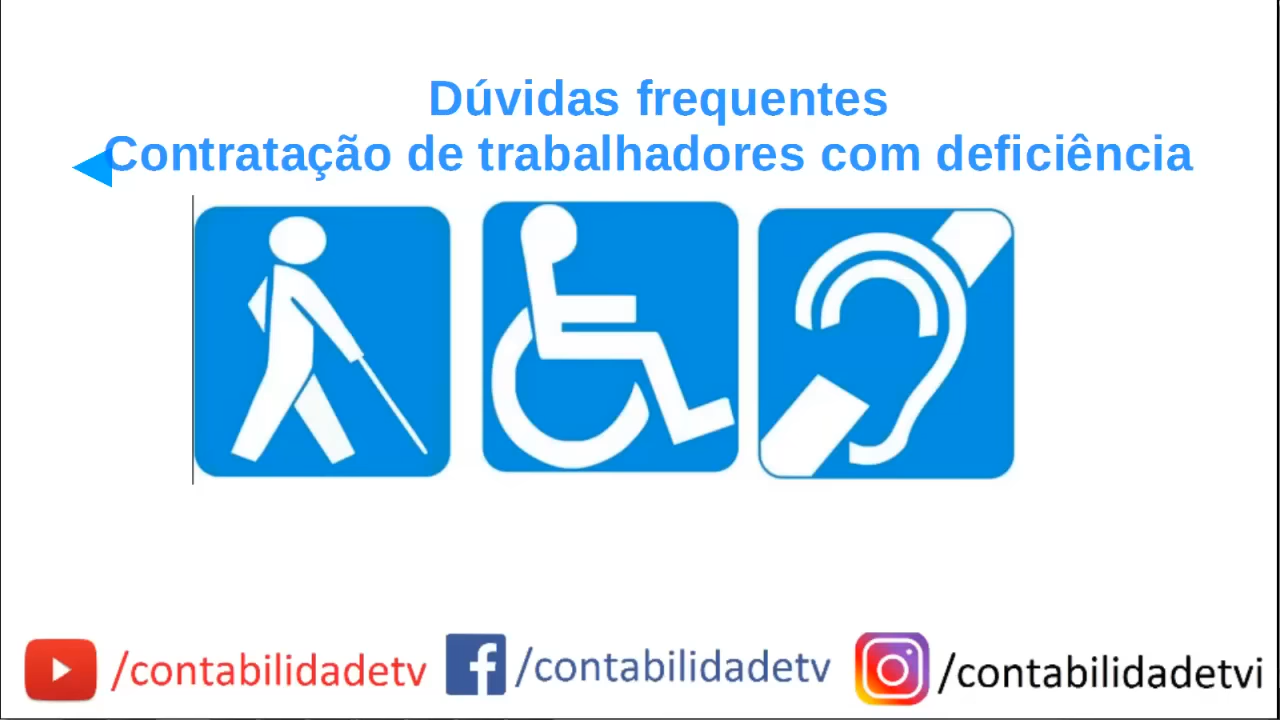 Dúvidas frequentes
Contratação de trabalhadores com deficiência
/contabilidadetv
/contabilidadetv
/contabilidadetvi